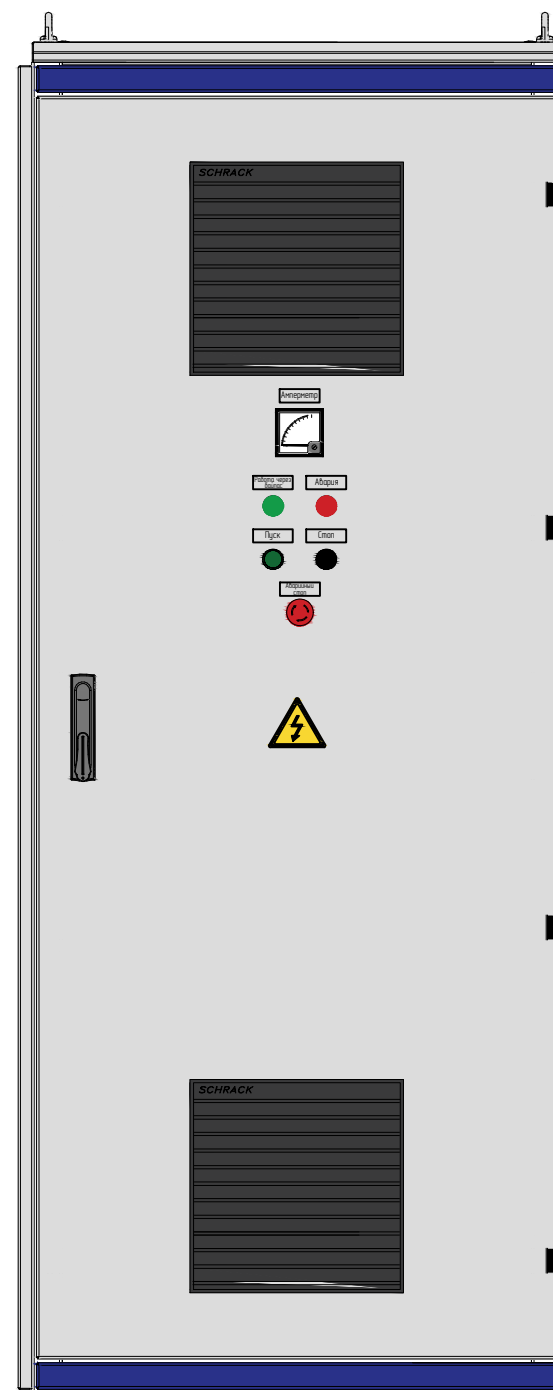 SCHRACK
Амперметр
Работа через
байпас
Авария
Пуск
Стоп
Аварийный
стоп
SCHRACK